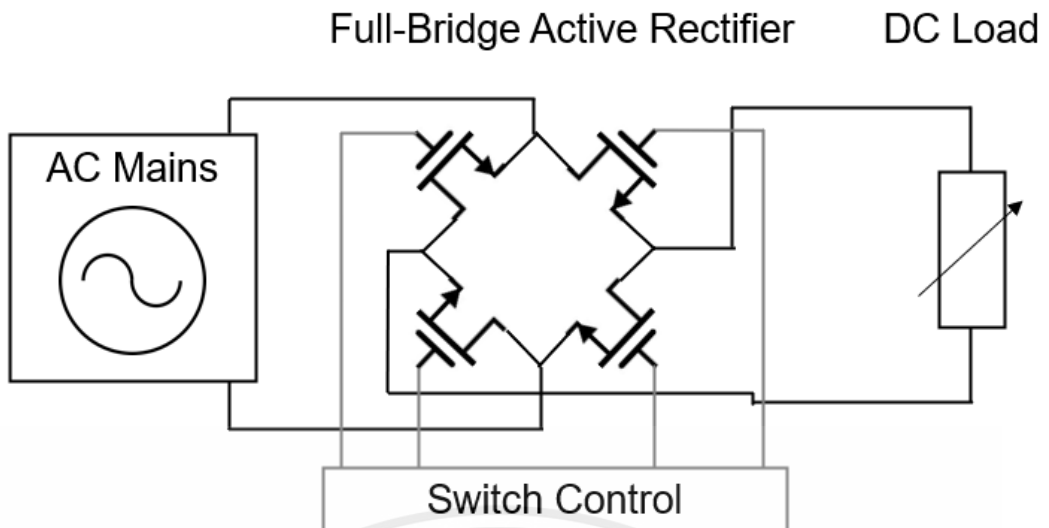 Full-Bridge Active Rectifier
DC Load
AC Mains
Switch Control